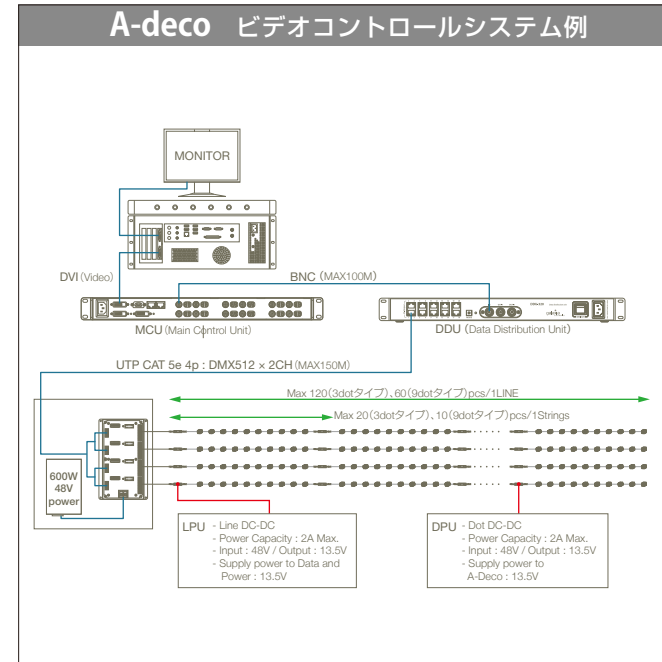 A-deco ビデオコントロールシステム例
MONITOR
DVI (Video)
BNC (MAX100M)
MCU (Main Control Unit)
DDU (Data Distribution Unit)
UTP CAT 5e 4p : DMX512 × 2CH (MAX150M)
Max 120(3dotタイプ)、60(9dotタイプ)pcs/1LINE
Max 20(3dotタイプ)、10(9dotタイプ)pcs/1Strings
600W
48V
power
LPU - Line DC-DC
- Power Capacity : 2A Max.
- Input : 48V / Output : 13.5V
- Supply power to Data and
Power : 13.5V
DPU - Dot DC-DC
- Power Capacity : 2A Max.
- Input : 48V / Output : 13.5V
- Supply power to
A-Deco : 13.5V